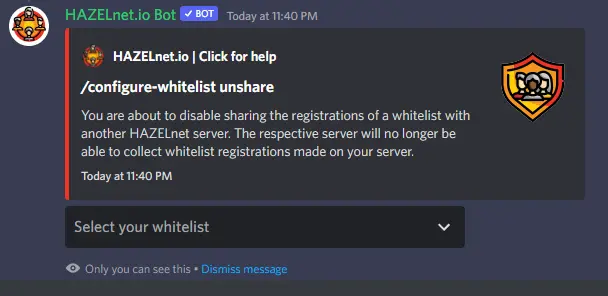 HAZELnet.io Bot ✓ BOT Today at 11:40 PM
HAZELnet.io | Click for help
/configure-whitelist unshare
You are about to disable sharing the registrations of a whitelist with
another HAZELnet server. The respective server will no longer be
able to collect whitelist registrations made on your server.
Today at 11:40 PM
Select your whitelist
Only you can see this • Dismiss message